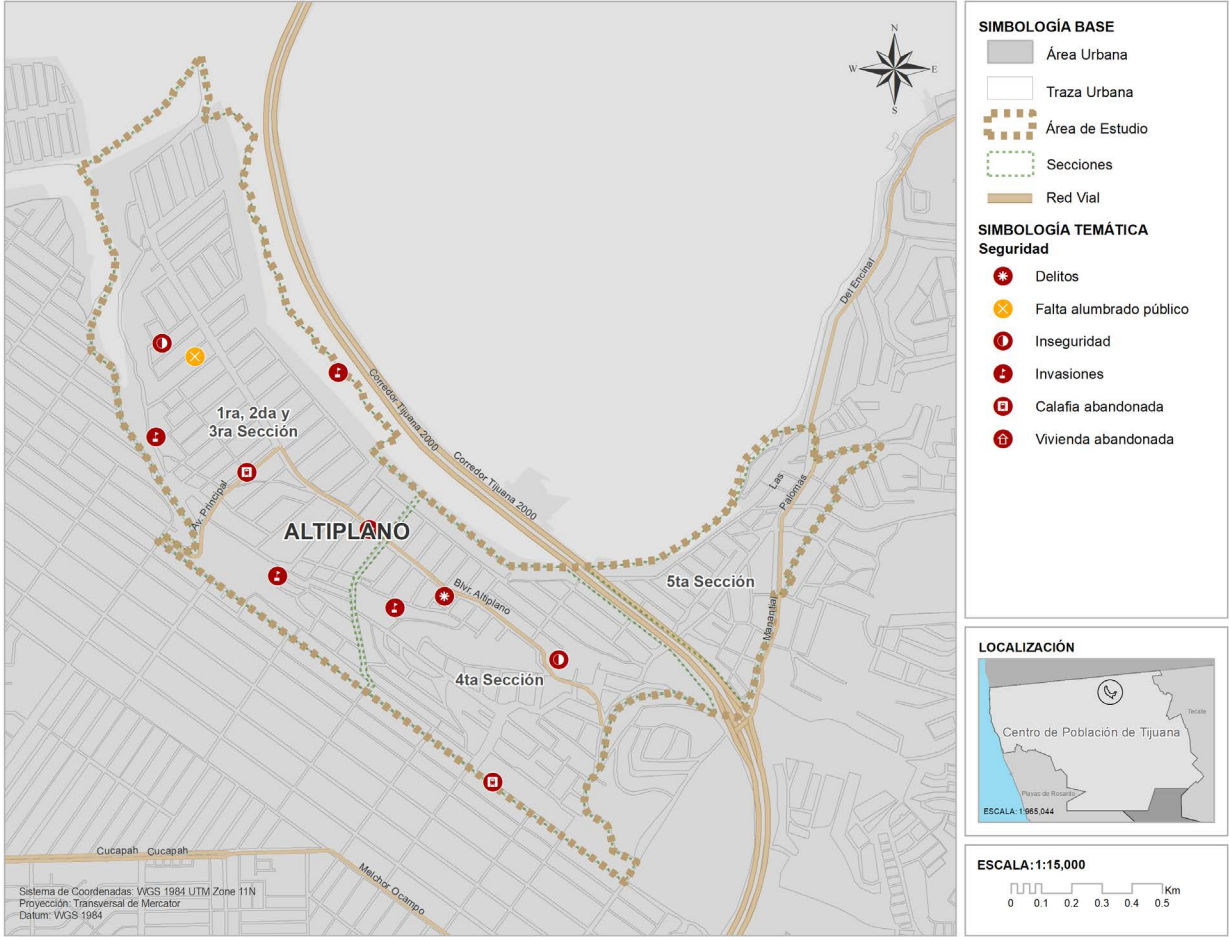 N
W
E
S
Del Encinal
Corredor Tijuana 2000
1ra, 2da y
3ra Sección
Corredor Tijuana 2000
Las
Palomas
Av. Principal
ALTIPLANO
5ta Sección
Blvr. Altiplano
Manantial
4ta Sección
Cucapah
Cucapah
Melchor Ocampo
Sistema de Coordenadas: WGS 1984 UTM Zone 11N
Proyección: Transversal de Mercator
Datum: WGS 1984
SIMBOLOGÍA BASE
Área Urbana
Traza Urbana
Área de Estudio
Secciones
Red Vial
SIMBOLOGÍA TEMÁTICA
Seguridad
Delitos
Falta alumbrado público
Inseguridad
Invasiones
Calafia abandonada
Vivienda abandonada
LOCALIZACIÓN
Tecate
Centro de Población de Tijuana
Playas de Rosarito
ESCALA: 1:965,044
ESCALA: 1:15,000
Km
0 0.1 0.2 0.3 0.4 0.5